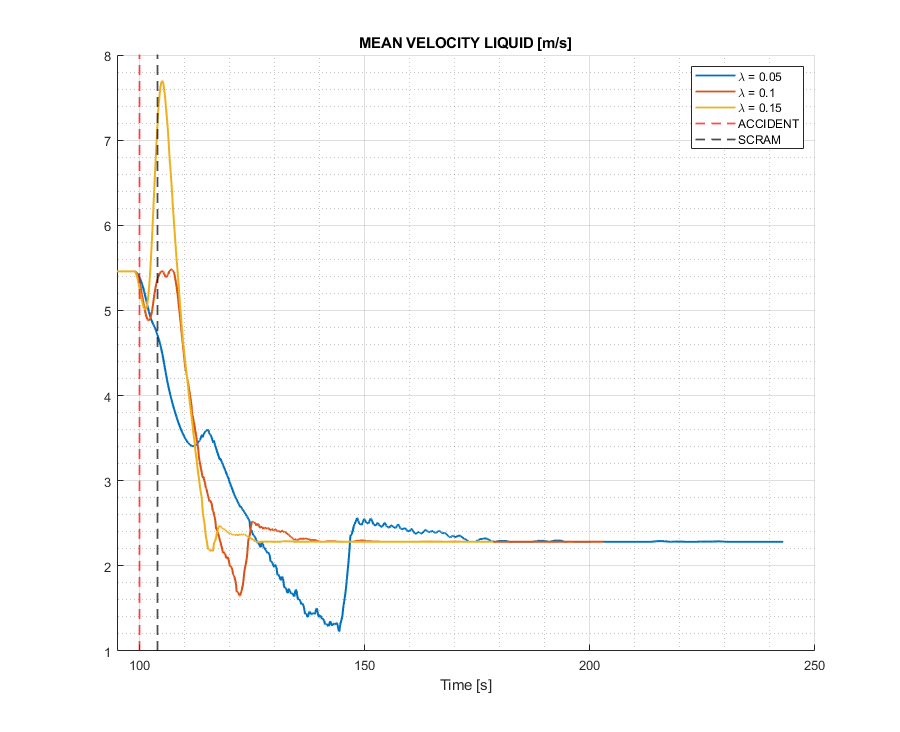 MEAN VELOCITY LIQUID [m/s]
8
7
6
5
4
3
2
1
λ = 0.05
λ = 0.1
λ = 0.15
ACCIDENT
SCRAM
100
150
200
250
Time [s]